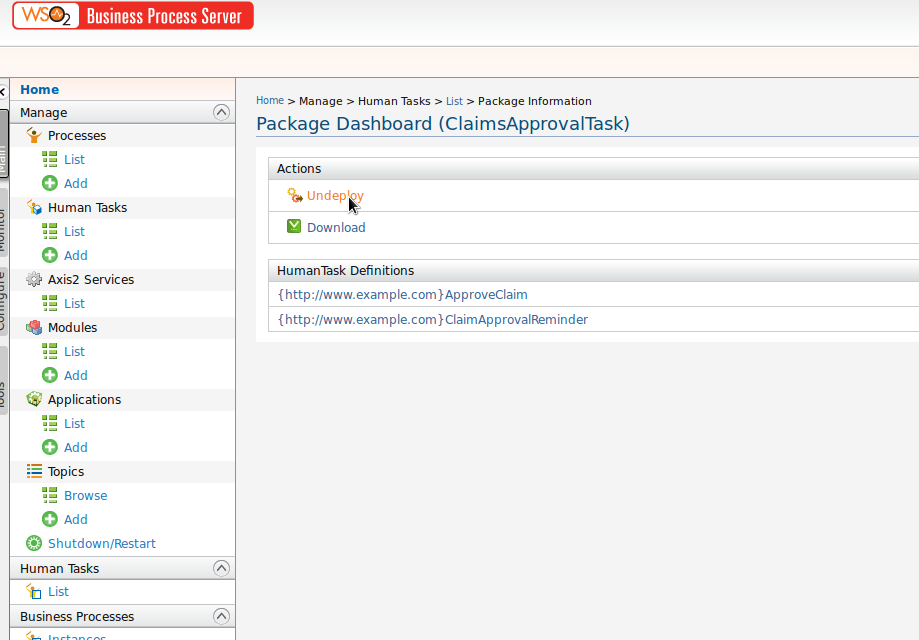 WSO2 Business Process Server
Home
Manage
Processes
List
Add
Human Tasks
List
Add
Axis2 Services
List
Modules
List
Add
Applications
List
Add
Topics
Browse
Add
Shutdown/Restart
Human Tasks
List
Business Processes
Instances
Main
Monitor
Configure
Tools
Home > Manage > Human Tasks > List > Package Information
Package Dashboard (ClaimsApprovalTask)
Actions
Undeploy
Download
HumanTask Definitions
{http://www.example.com}ApproveClaim
{http://www.example.com}ClaimApprovalReminder